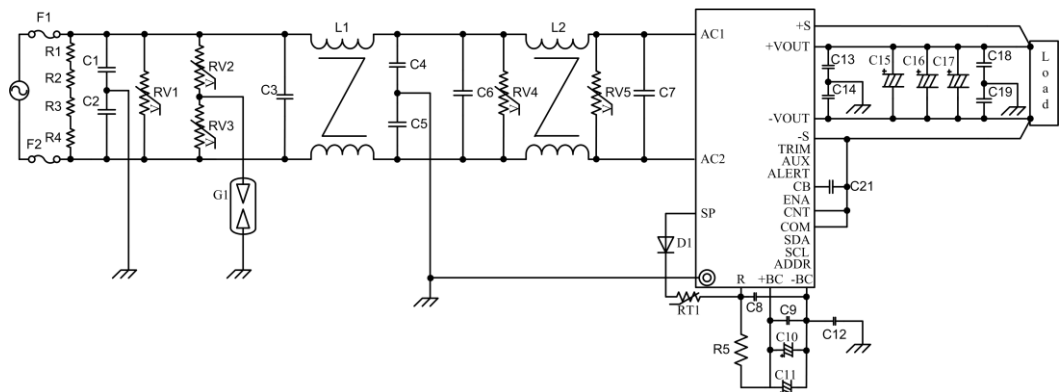 F1
L1
L2
+S
AC1
+VOUT
R1
C1
RV2
C4
C13
C15
C16
C17
C18
Load
R2
RV1
C3
C6
RV4
RV5
C7
C14
C19
R3
C2
RV3
C5
R4
-VOUT
F2
AC2
-S
TRIM
AUX
ALERT
G1
CB
C21
ENA
SP
CNT
COM
D1
SDA
SCL
ADDR
R
+BC
-BC
RT1
C8
C9
C12
R5
C10
C11